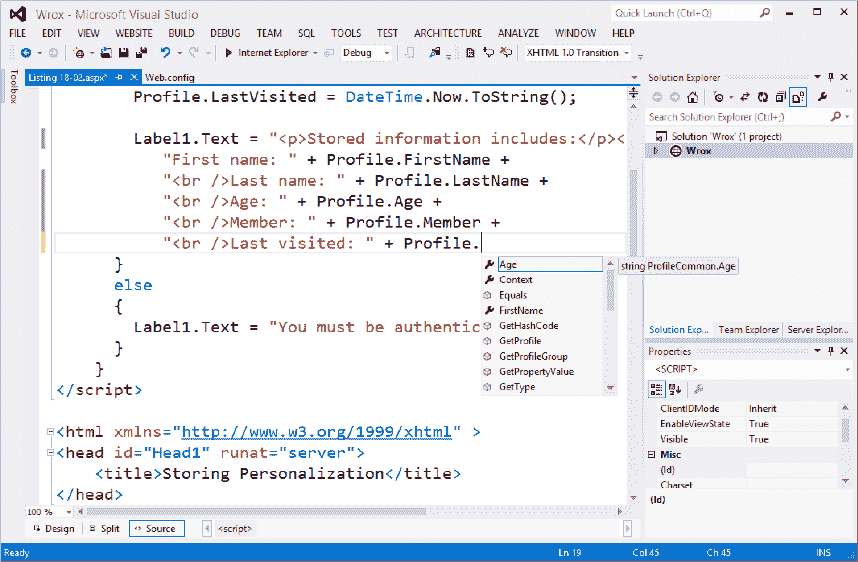 Wrox - Microsoft Visual Studio
Quick Launch (Ctrl+Q)
FILE EDIT VIEW WEBSITE BUILD DEBUG TEAM SQL TOOLS TEST ARCHITECTURE ANALYZE WINDOW HELP
Internet Explorer Debug XHTML 1.0 Transition
Toolbox
Listing 18-02.aspx* Web.config
Profile.LastVisited = DateTime.Now.ToString();
Label1.Text = "<p>Stored information includes:</p><
"First name: " + Profile.FirstName +
"<br />Last name: " + Profile.LastName +
"<br />Age: " + Profile.Age +
"<br />Member: " + Profile.Member +
"<br />Last visited: " + Profile.
}
else
{
Label1.Text = "You must be authentic
}
}
</script>
<html xmlns="http://www.w3.org/1999/xhtml" >
<head id="Head1" runat="server">
<title>Storing Personalization</title>
</head>
Age
Context
Equals
FirstName
GetHashCode
GetProfile
GetProfileGroup
GetPropertyValue
GetType
string ProfileCommon.Age
100 %
Design Split Source <script>
Solution Explorer
Search Solution Explorer (Ctrl+;)
Solution 'Wrox' (1 project)
Wrox
Solution Exp... Team Explorer Server Explor...
Properties
<SCRIPT>
ClientIDMode Inherit
EnableViewState True
Visible True
Misc
(Id)
Charset
(Id)
Ready Ln 19 Col 45 Ch 45 INS